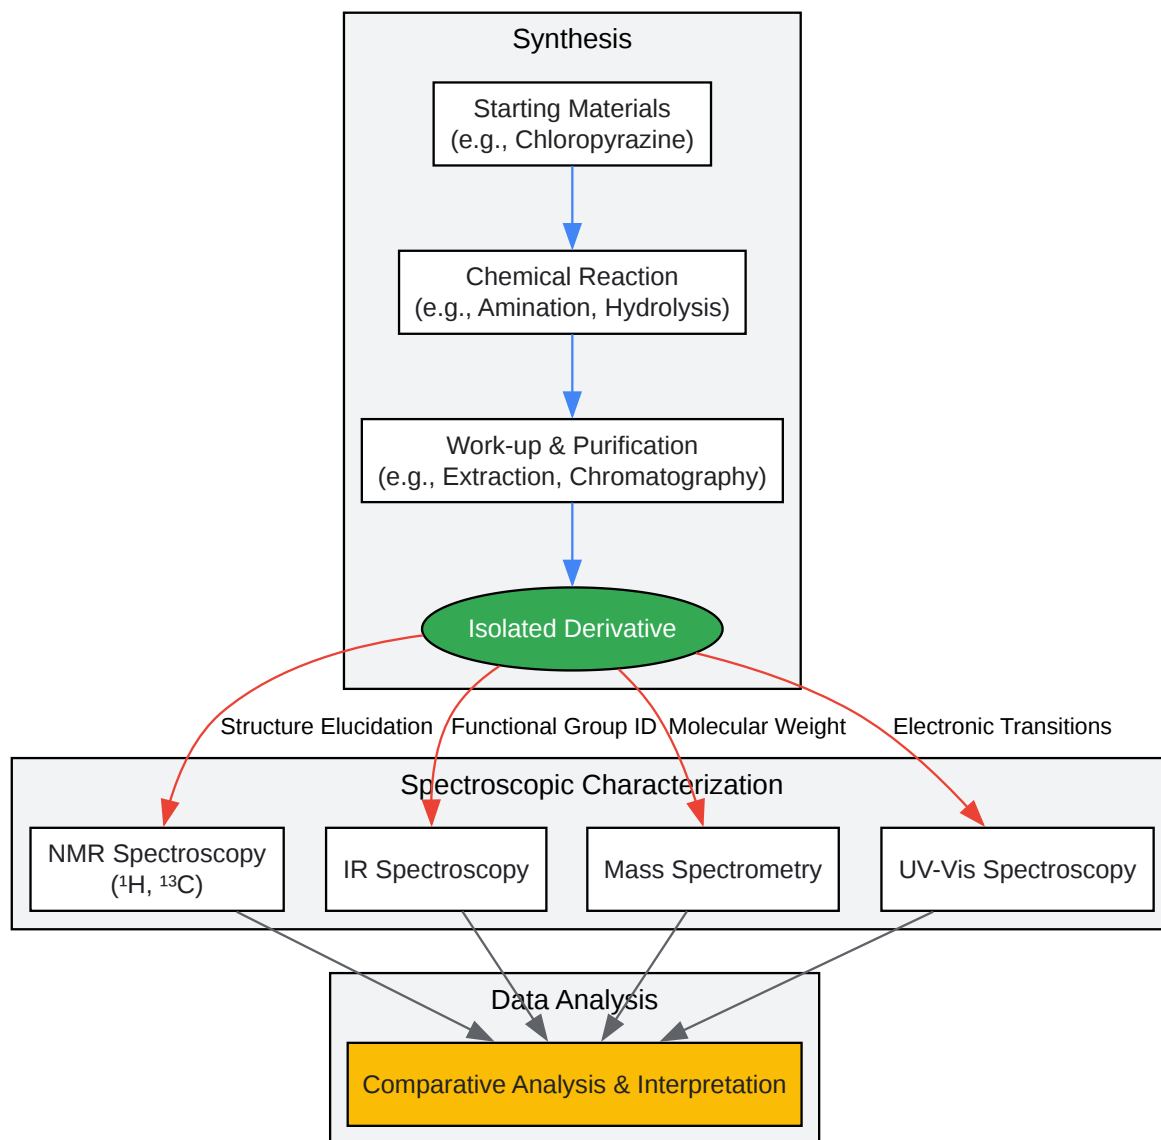 Synthesis
Starting Materials
(e.g., Chloropyrazine)
Chemical Reaction
(e.g., Amination, Hydrolysis)
Work-up & Purification
(e.g., Extraction, Chromatography)
Isolated Derivative
Structure Elucidation
Functional Group ID
Molecular Weight
Electronic Transitions
Spectroscopic Characterization
NMR Spectroscopy
(¹H, ¹³C)
IR Spectroscopy
Mass Spectrometry
UV-Vis Spectroscopy
Data Analysis
Comparative Analysis & Interpretation